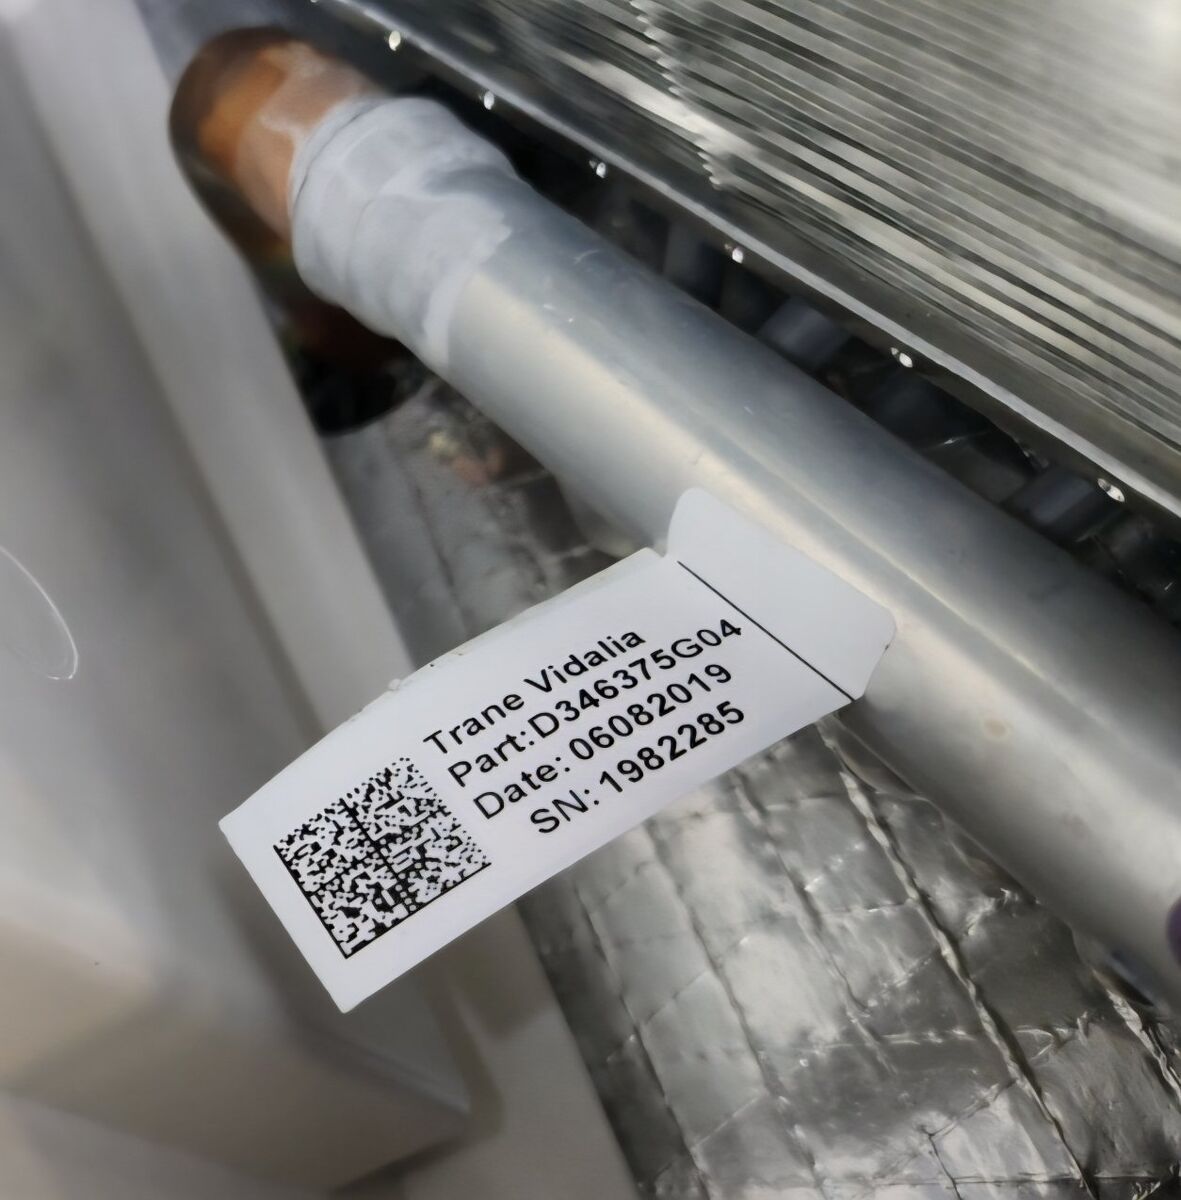 Trane Vidalia
Part:D346375G04
Date: 06082019
SN: 1982285